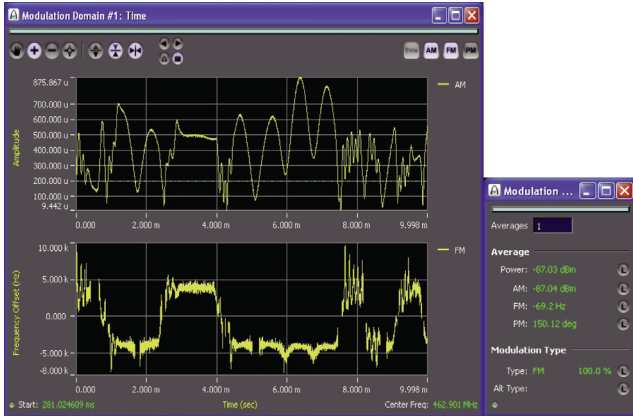 Modulation Domain #1: Time
Time AM FM PM
875.867 u
700.000 u
600.000 u
500.000 u
400.000 u
300.000 u
200.000 u
100.000 u
9.442 u
Amplitude
AM
0.000 2.000 m 4.000 m 6.000 m 8.000 m 9.998 m
10.000 k
5.000 k
0.000
-5.000 k
-8.000 k
Frequency Offset (Hz)
FM
0.000 2.000 m 4.000 m 6.000 m 8.000 m 9.998 m
Start: 281.024609 ms Time (sec) Center Freq: 462.901 MHz
Modulation ...
Averages 1
Average
Power: -87.03 dBm L
AM: -87.04 dBm L
FM: -69.2 Hz L
PM: 150.12 deg L
Modulation Type
Type: FM 100.0 % L
Alt Type: L